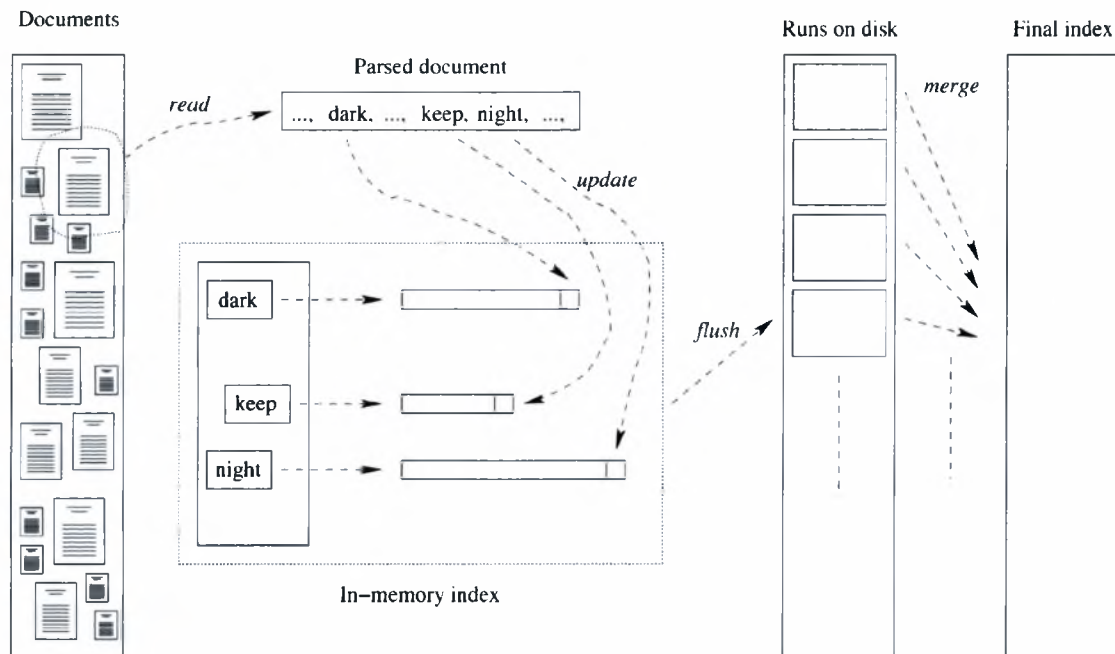 Documents
Runs on disk
Final index
Parsed document
read
merge
..., dark, ..., keep, night, ...,
update
dark
flush
keep
night
In-memory index